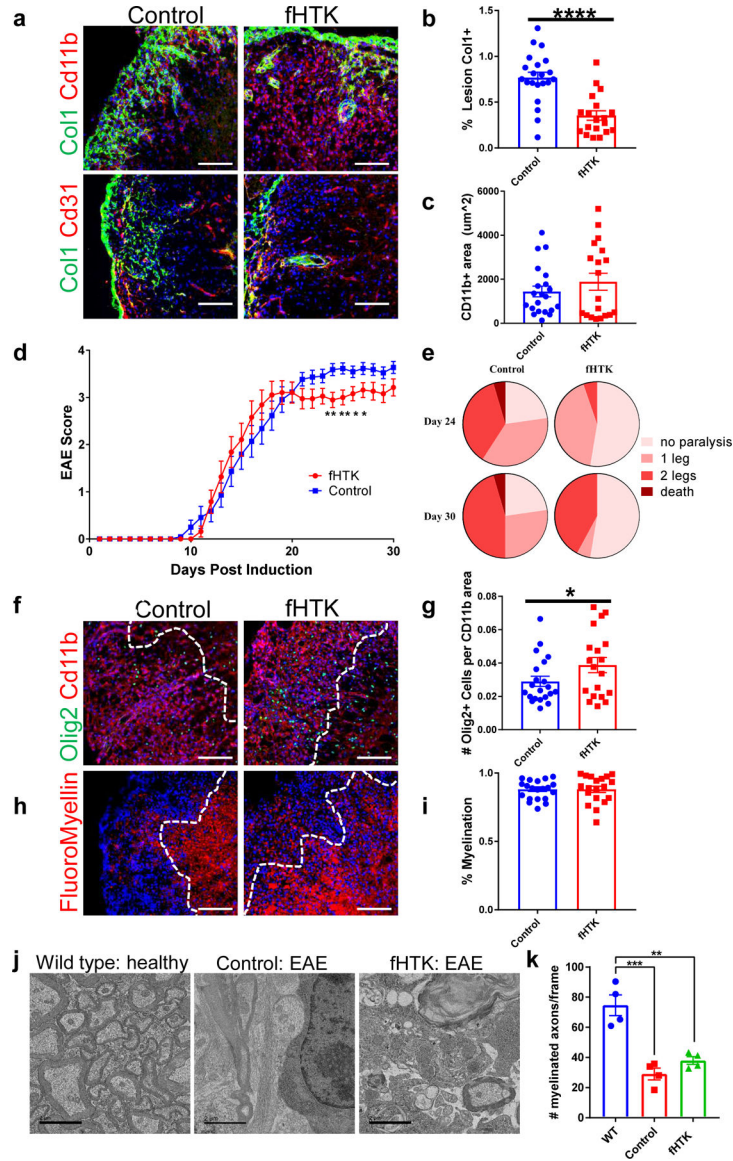 a
Control
fHTK
Col1 Cd11b
Col1 Cd31
b
****
% Lesion Col1+
1.5
1.0
0.5
0.0
Control
fHTK
c
CD11b+ area (um^2)
6000
4000
2000
0
Control
fHTK
d
EAE Score
4
3
2
1
0
0
10
20
30
Days Post Induction
fHTK
Control
** ** * *
e
Control
fHTK
Day 24
Day 30
no paralysis
1 leg
2 legs
death
f
Control
fHTK
Olig2 Cd11b
g
*
# Olig2+ Cells per CD11b area
0.08
0.06
0.04
0.02
0.00
Control
fHTK
h
FluoroMyellin
i
% Myelination
1.0
0.5
0.0
Control
fHTK
j
Wild type: healthy
Control: EAE
fHTK: EAE
k
# myelinated axons/frame
100
80
60
40
20
0
***
**
WT
Control
fHTK